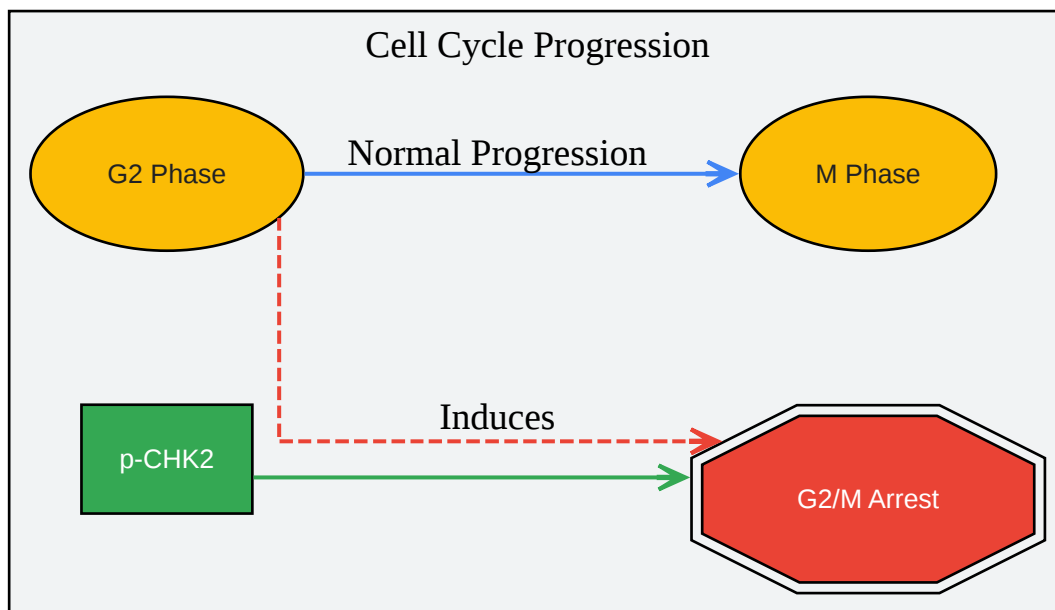 Cell Cycle Progression
G2 Phase
Normal Progression
M Phase
Induces
p-CHK2
G2/M Arrest